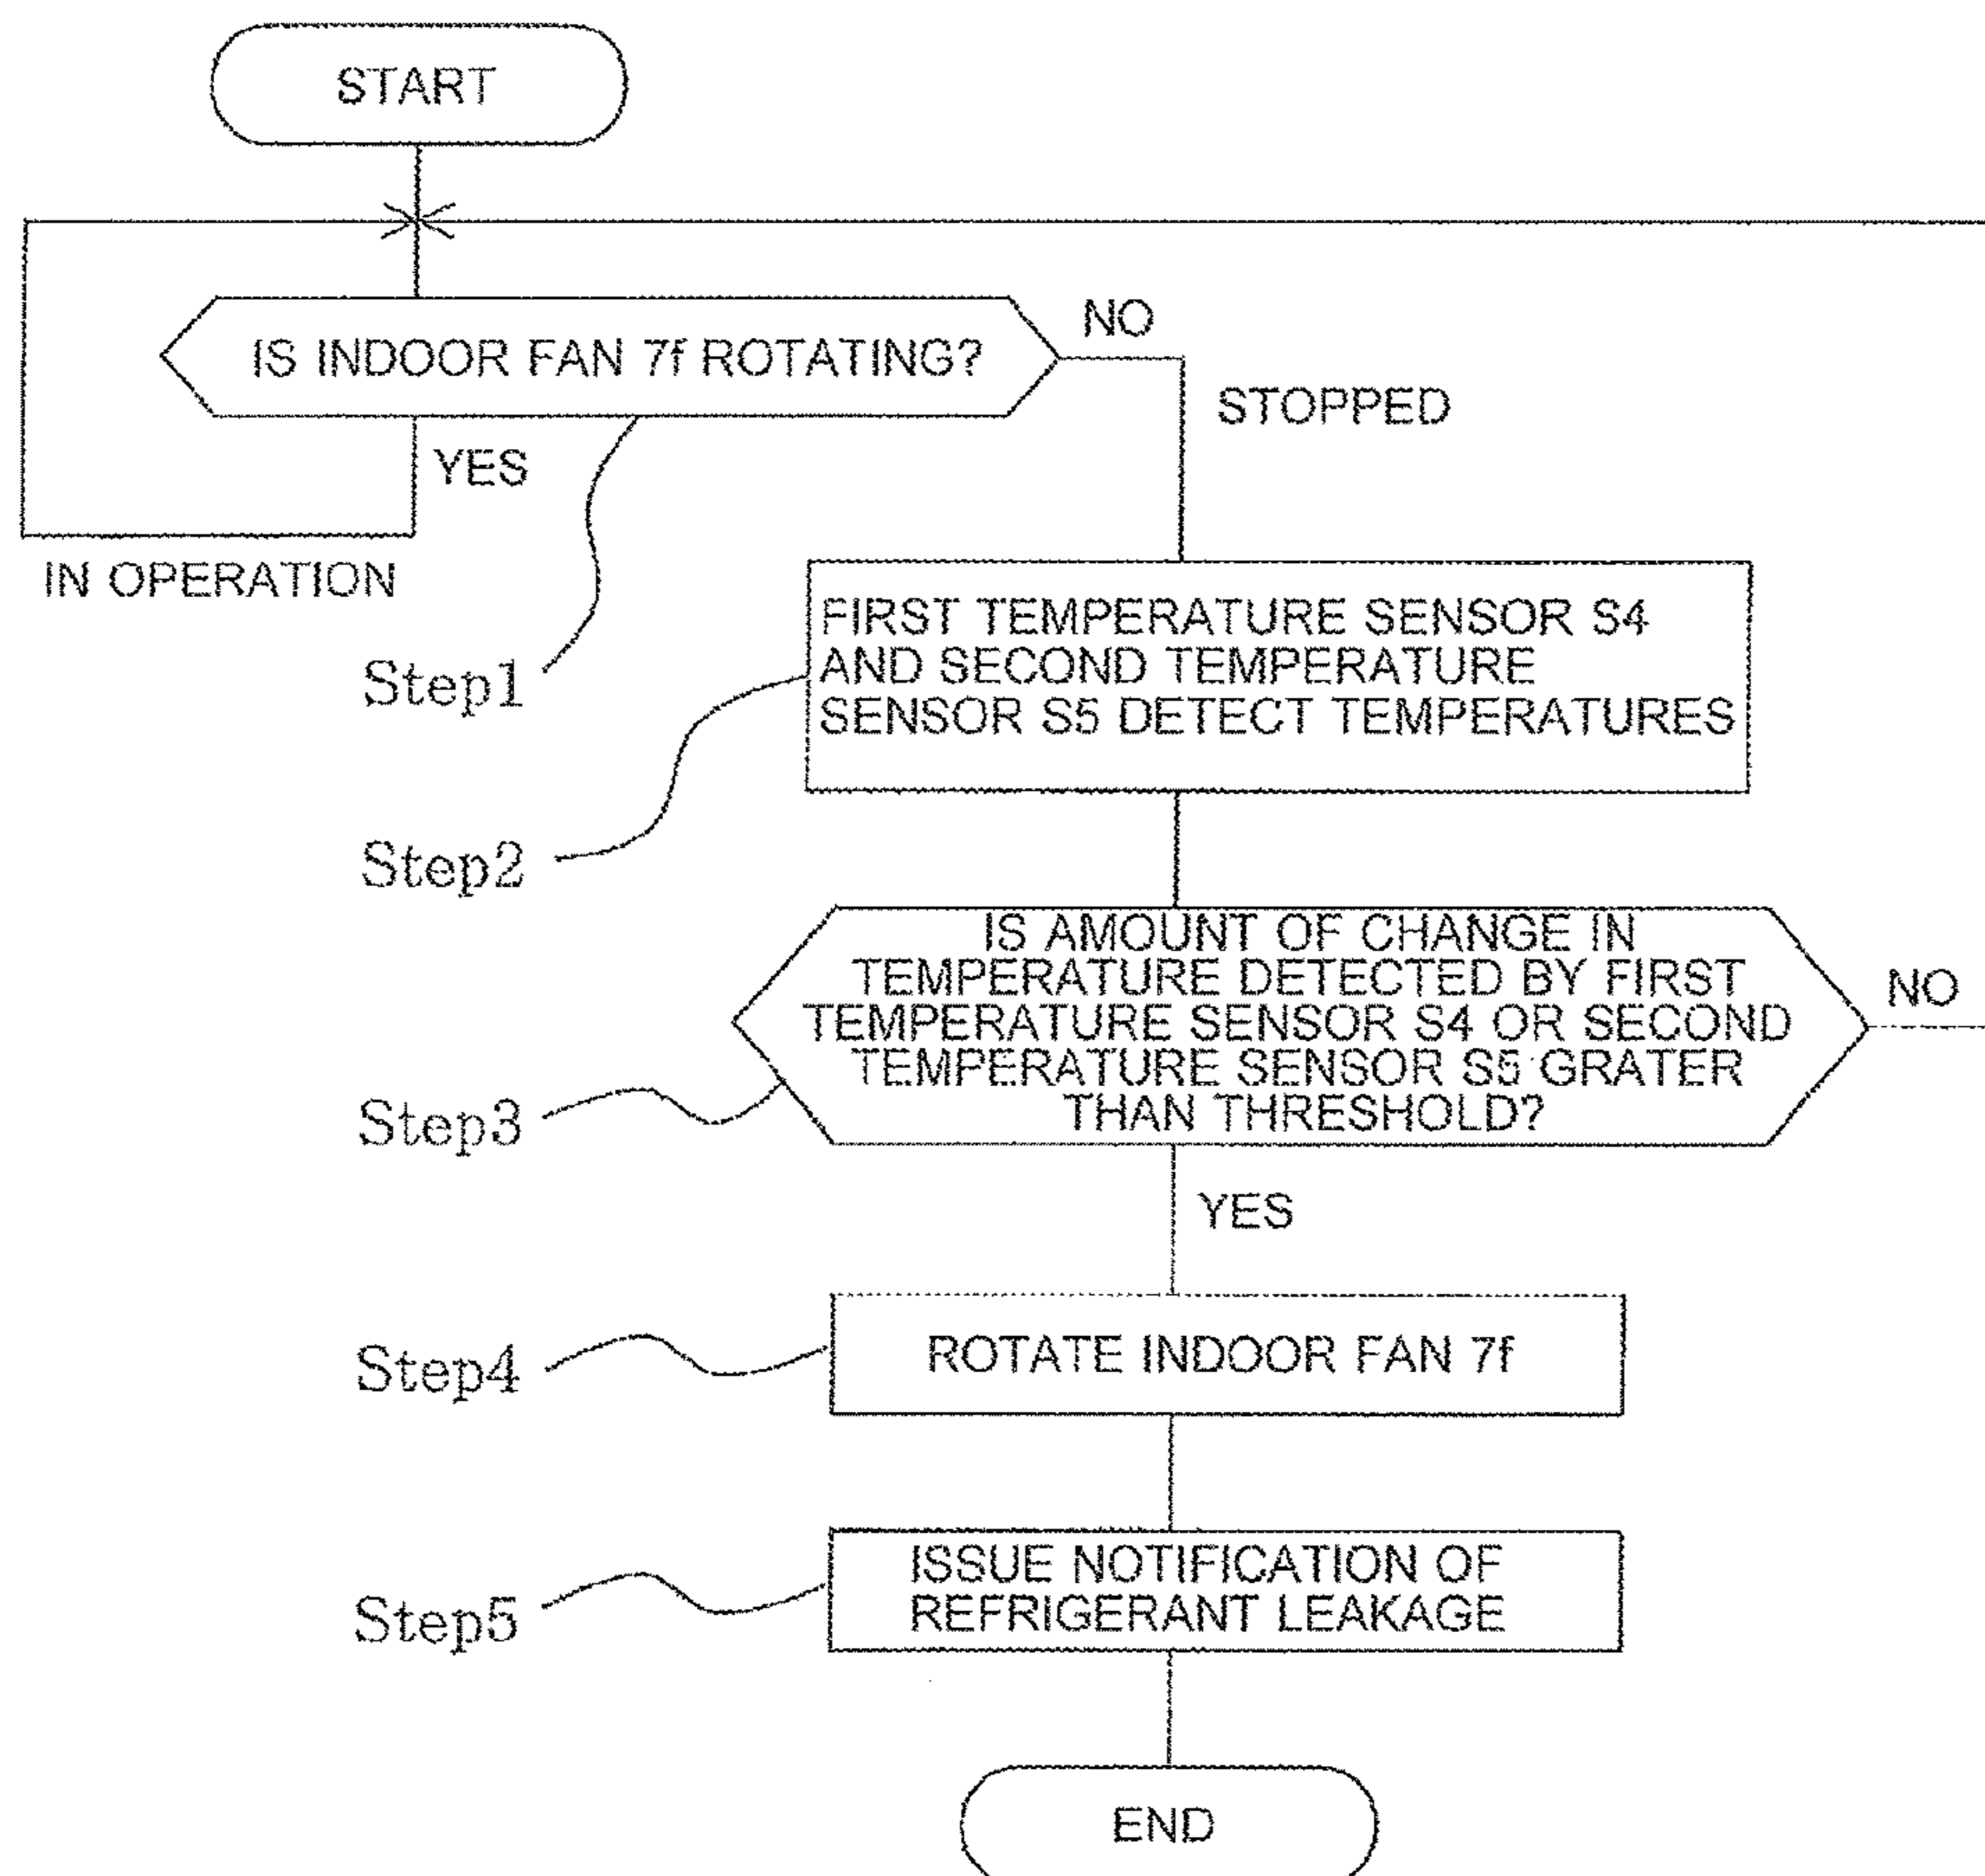 START
IS INDOOR FAN 7f ROTATING?
NO
STOPPED
YES
IN OPERATION
Step1
FIRST TEMPERATURE SENSOR S4
AND SECOND TEMPERATURE
SENSOR S5 DETECT TEMPERATURES
Step2
IS AMOUNT OF CHANGE IN
TEMPERATURE DETECTED BY FIRST
TEMPERATURE SENSOR S4 OR SECOND
TEMPERATURE SENSOR S5 GRATER
THAN THRESHOLD?
NO
Step3
YES
ROTATE INDOOR FAN 7f
Step4
ISSUE NOTIFICATION OF
REFRIGERANT LEAKAGE
Step5
END